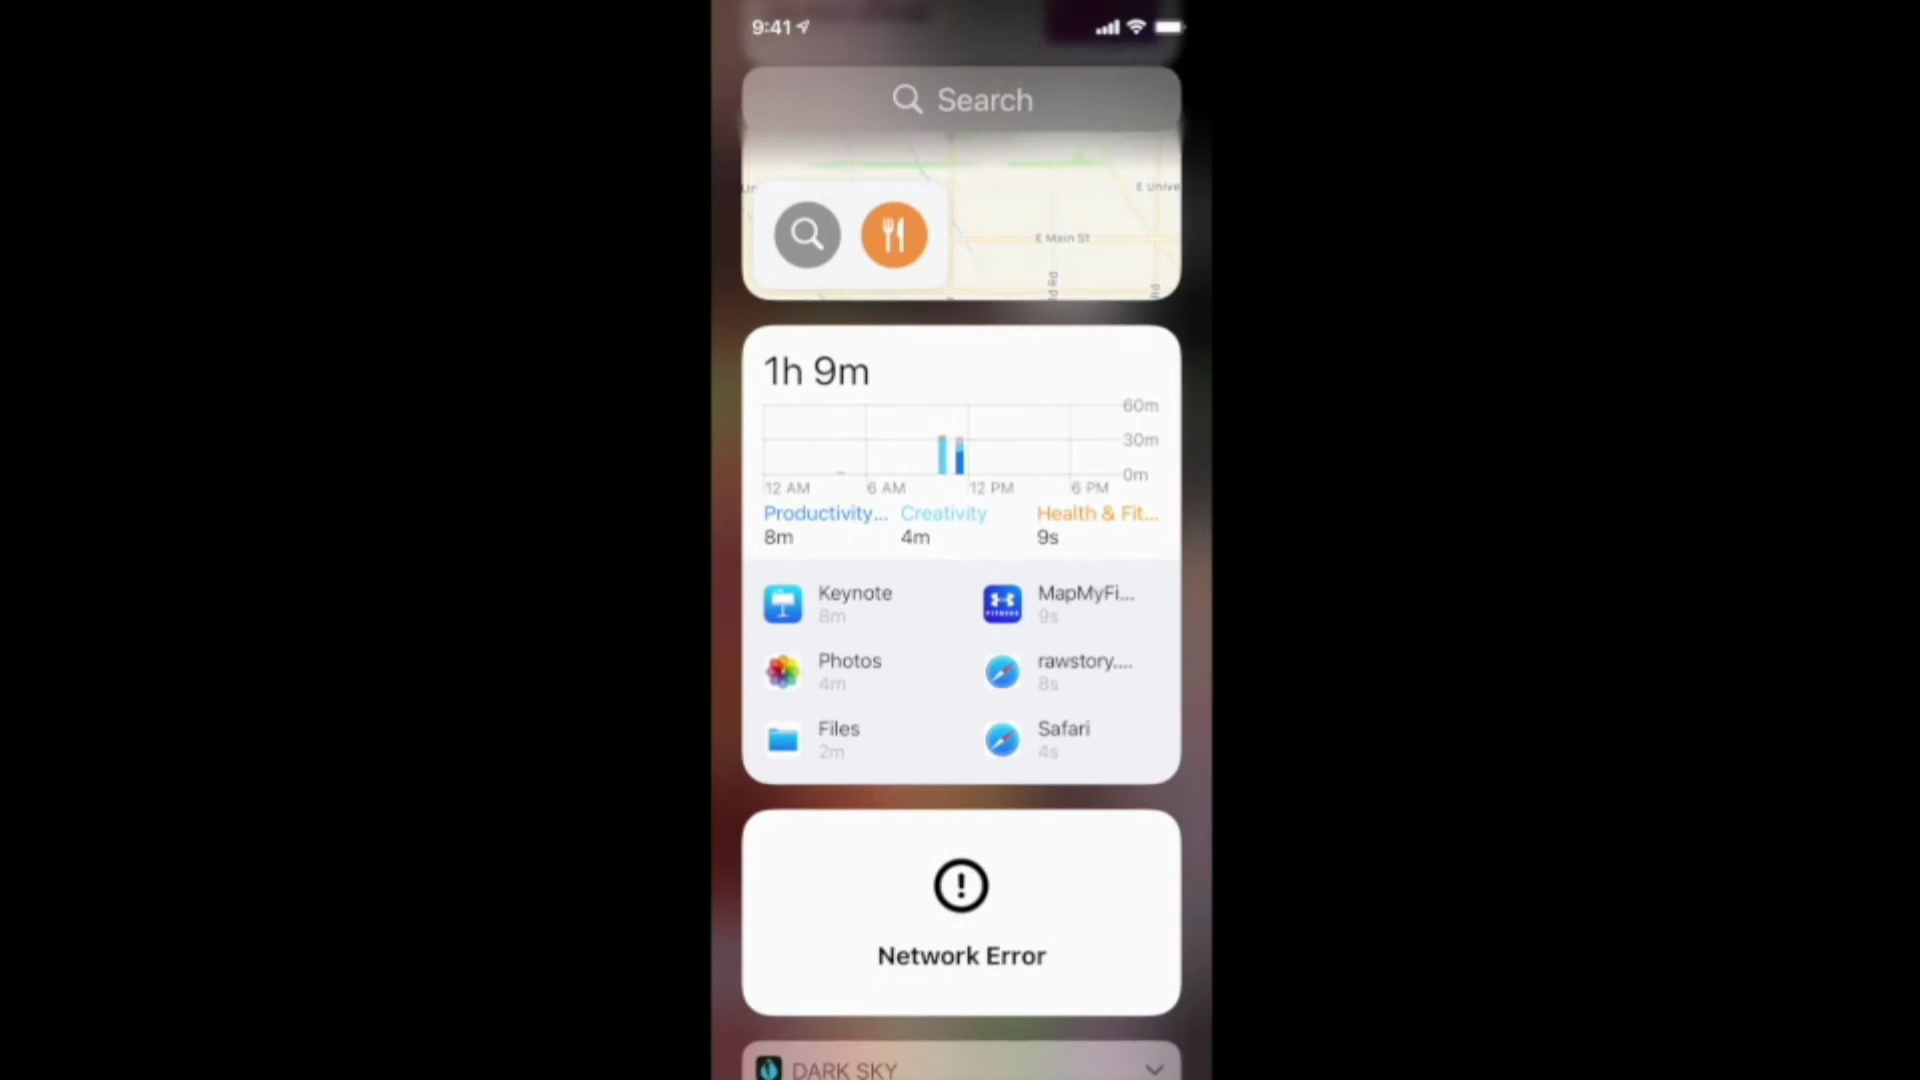 9:41
Search
E Unive
E Main St
1h 9m
60m
30m
0m
12 AM 6 AM 12 PM 6 PM
Productivity... Creativity Health & Fit...
8m 4m 9s
Keynote MapMyFi...
8m 9s
Photos rawstory....
4m 8s
Files Safari
2m 4s
Network Error
DARK SKY